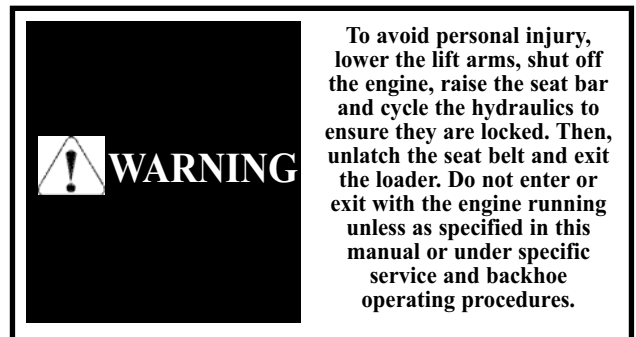 WARNING
To avoid personal injury,
lower the lift arms, shut off
the engine, raise the seat bar
and cycle the hydraulics to
ensure they are locked. Then,
unlatch the seat belt and exit
the loader. Do not enter or
exit with the engine running
unless as specified in this
manual or under specific
service and backhoe
operating procedures.